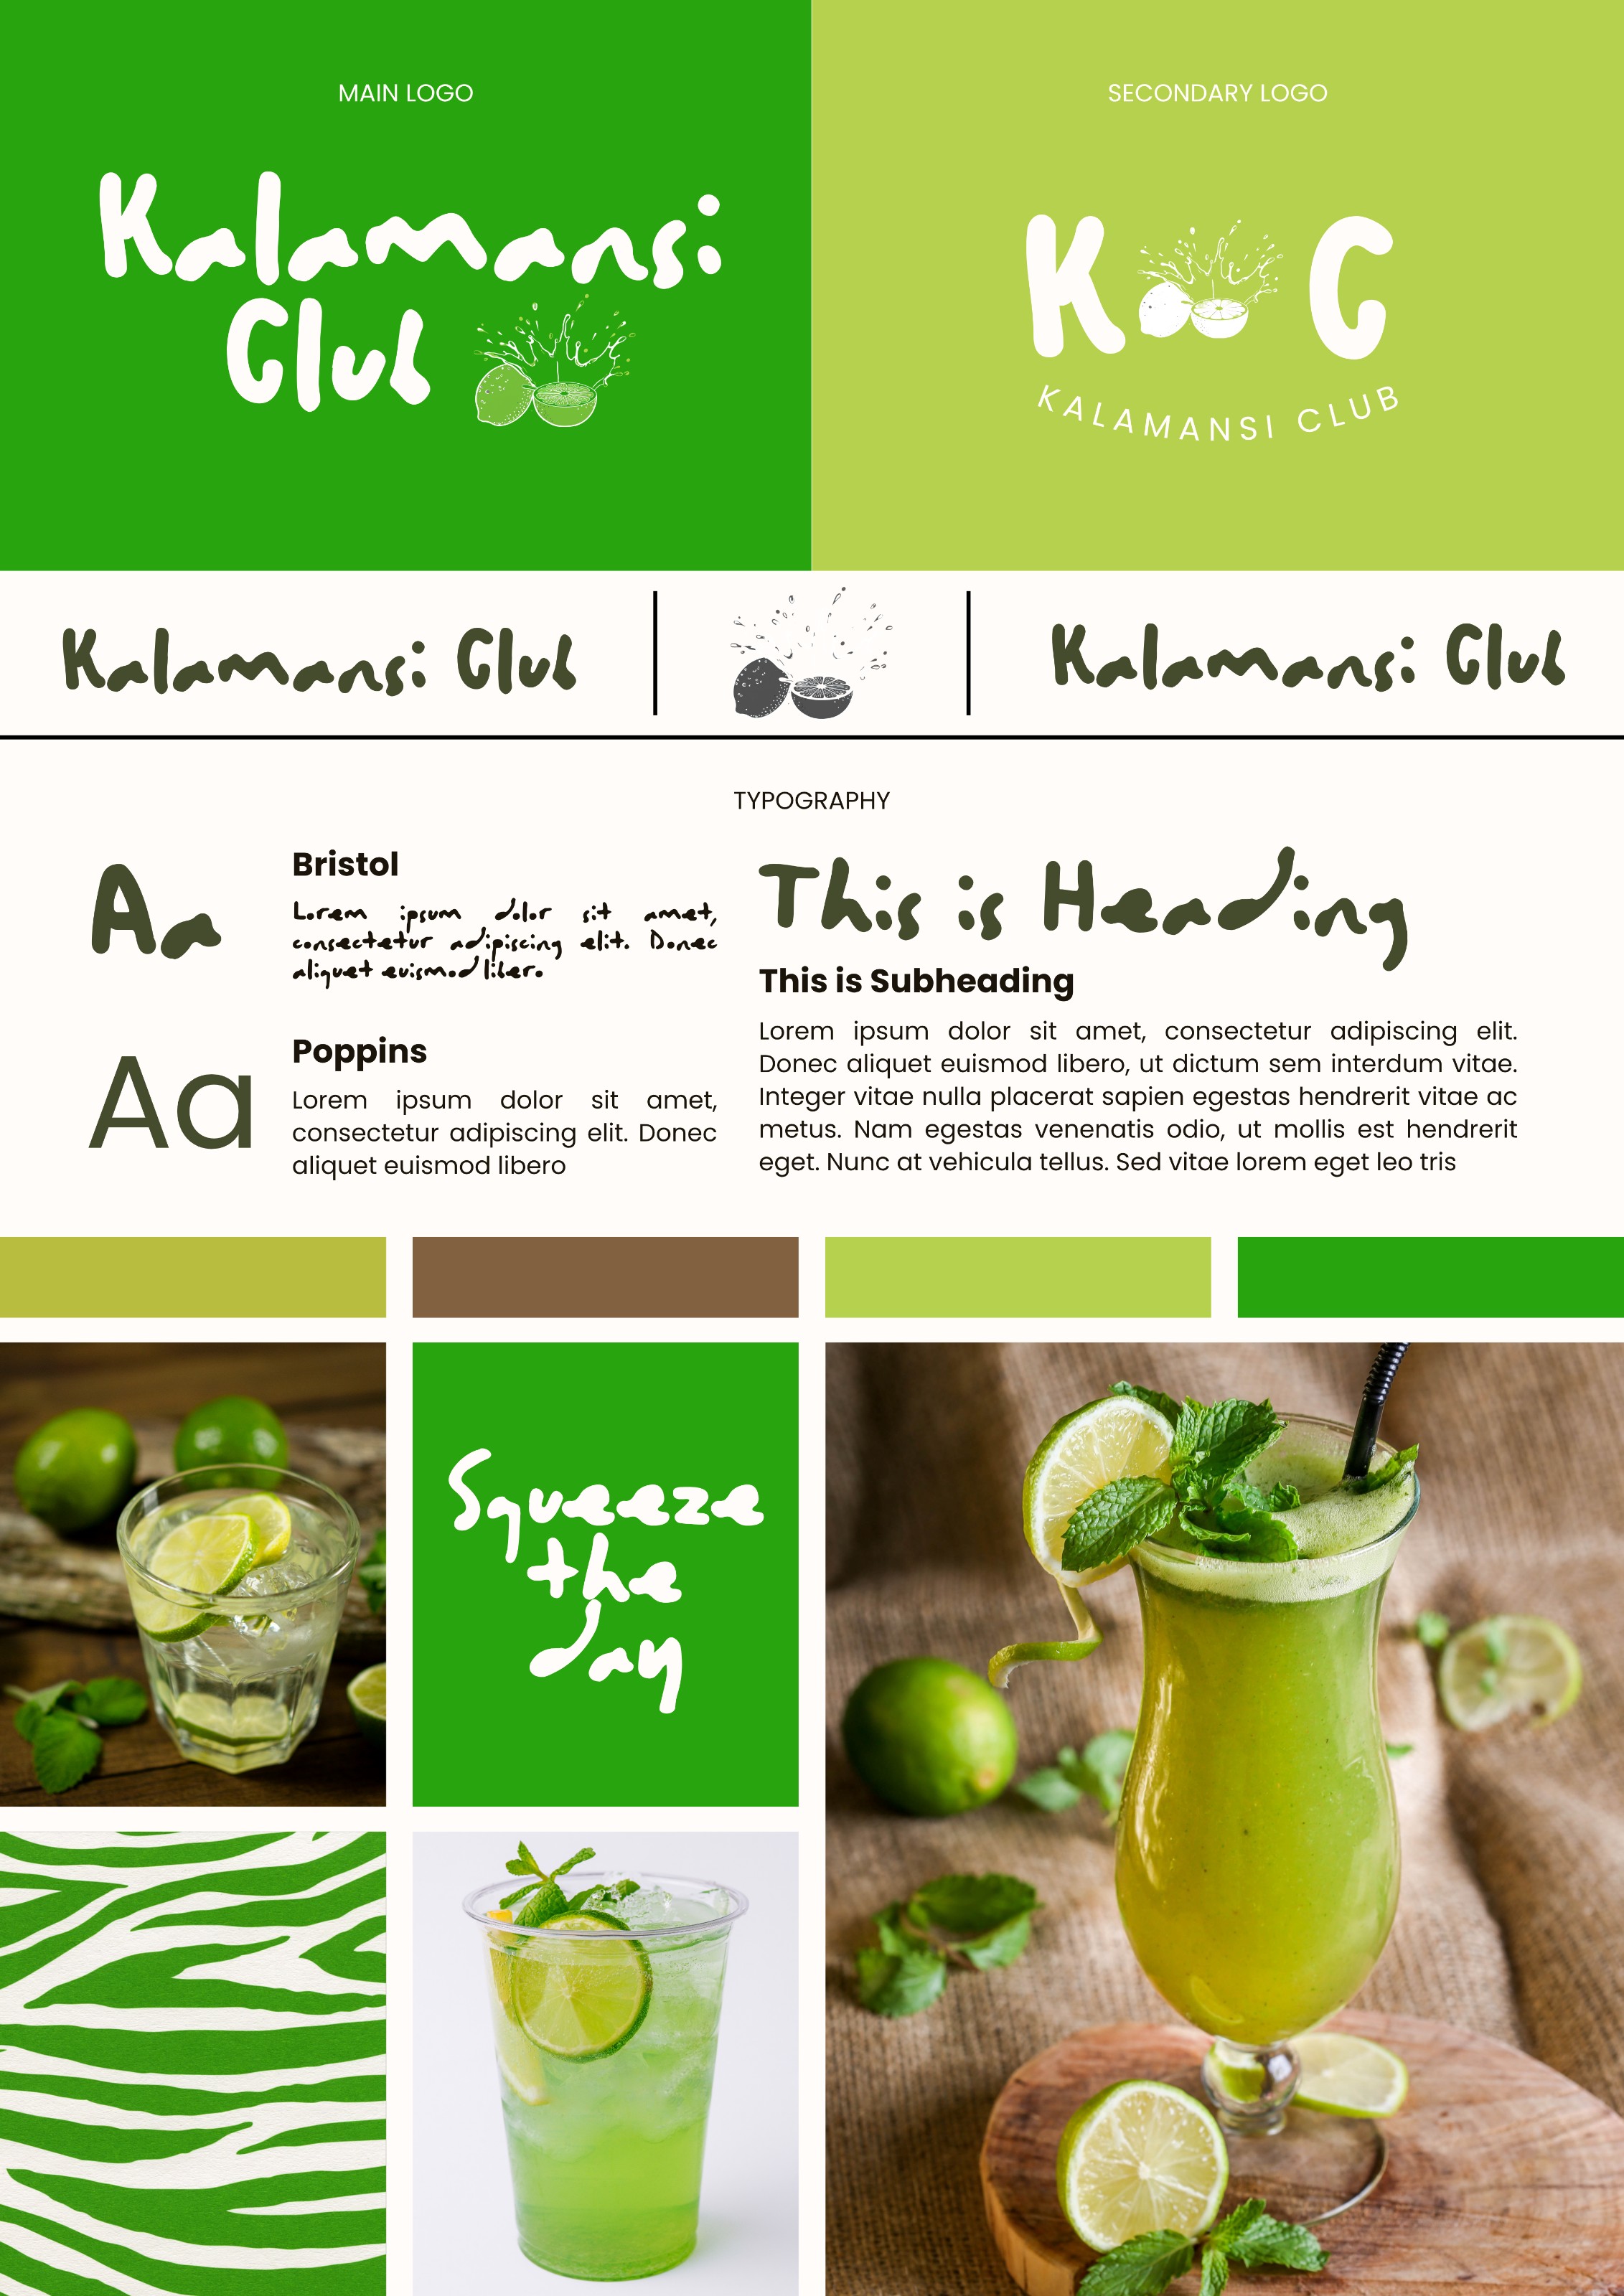 MAIN LOGO
Kalamansi
Club
SECONDARY LOGO
K C
KALAMANSI CLUB
Kalamansi Club
Kalamansi Club
TYPOGRAPHY
Aa
Bristol
Lorem ipsum dolor sit amet,
consectetur adipiscing elit. Donec
aliquet euismod libero.
Aa
Poppins
Lorem ipsum dolor sit amet,
consectetur adipiscing elit. Donec
aliquet euismod libero
This is Heading
This is Subheading
Lorem ipsum dolor sit amet, consectetur adipiscing elit.
Donec aliquet euismod libero, ut dictum sem interdum vitae.
Integer vitae nulla placerat sapien egestas hendrerit vitae ac
metus. Nam egestas venenatis odio, ut mollis est hendrerit
eget. Nunc at vehicula tellus. Sed vitae lorem eget leo tris
Squeeze
the
day